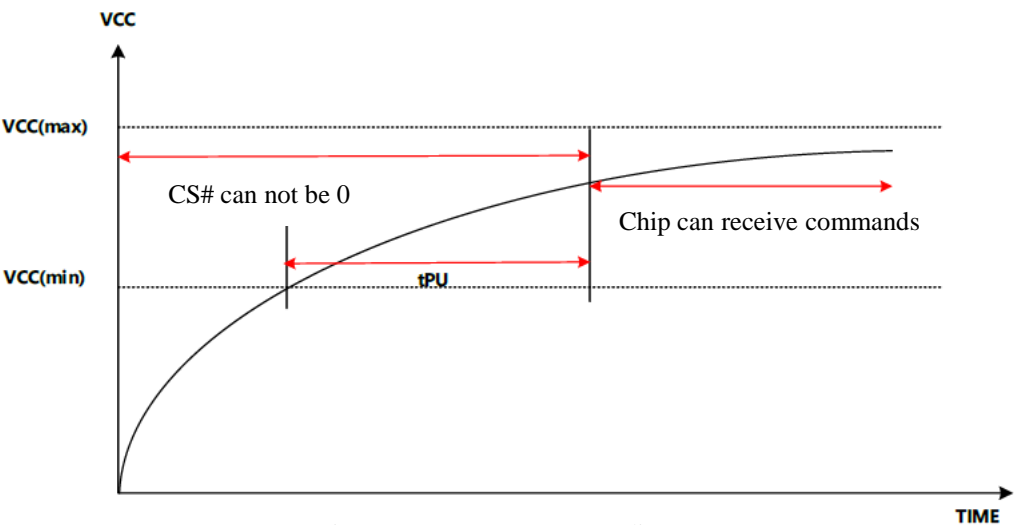 VCC
VCC(max)
CS# can not be 0
Chip can receive commands
VCC(min)
tPU
TIME